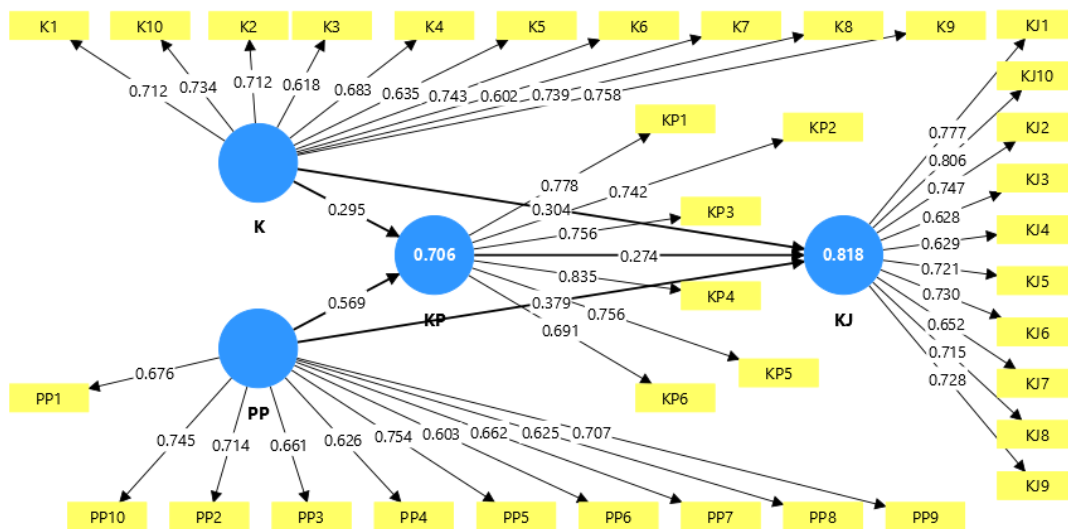 K1 K10 K2 K3 K4 K5 K6 K7 K8 K9 KJ1
0.712 0.734 0.712 0.618 0.683 0.635 0.743 0.602 0.739 0.758
KJ10
KP1 KP2 KJ2
0.777
0.806
0.747
0.778 0.742
0.295 0.304
K
KP3 KJ3
0.756 0.628
KJ4
0.629
0.706 0.274 0.818
0.835 0.721 KJ5
0.569 0.379 KP4 0.730
KP 0.756 KJ
0.691 KJ6
0.652
0.676 KP5 0.715 KJ7
0.728
PP1 PP KP6
KJ8
0.745 0.714 0.661 0.626 0.754 0.603 0.662 0.625 0.707
KJ9
PP10 PP2 PP3 PP4 PP5 PP6 PP7 PP8 PP9